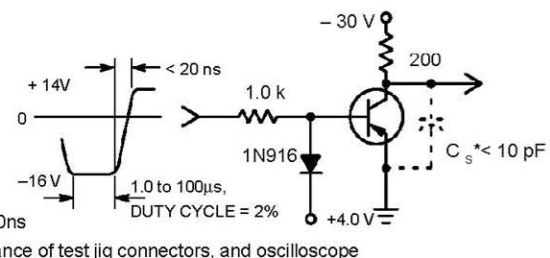 – 30 V
< 20 ns
200
+ 14V
1.0 k
0
1N916
C S*< 10 pF
–16 V
1.0 to 100μs,
DUTY CYCLE = 2%
+4.0 V
0ns
ance of test jig connectors, and oscilloscope